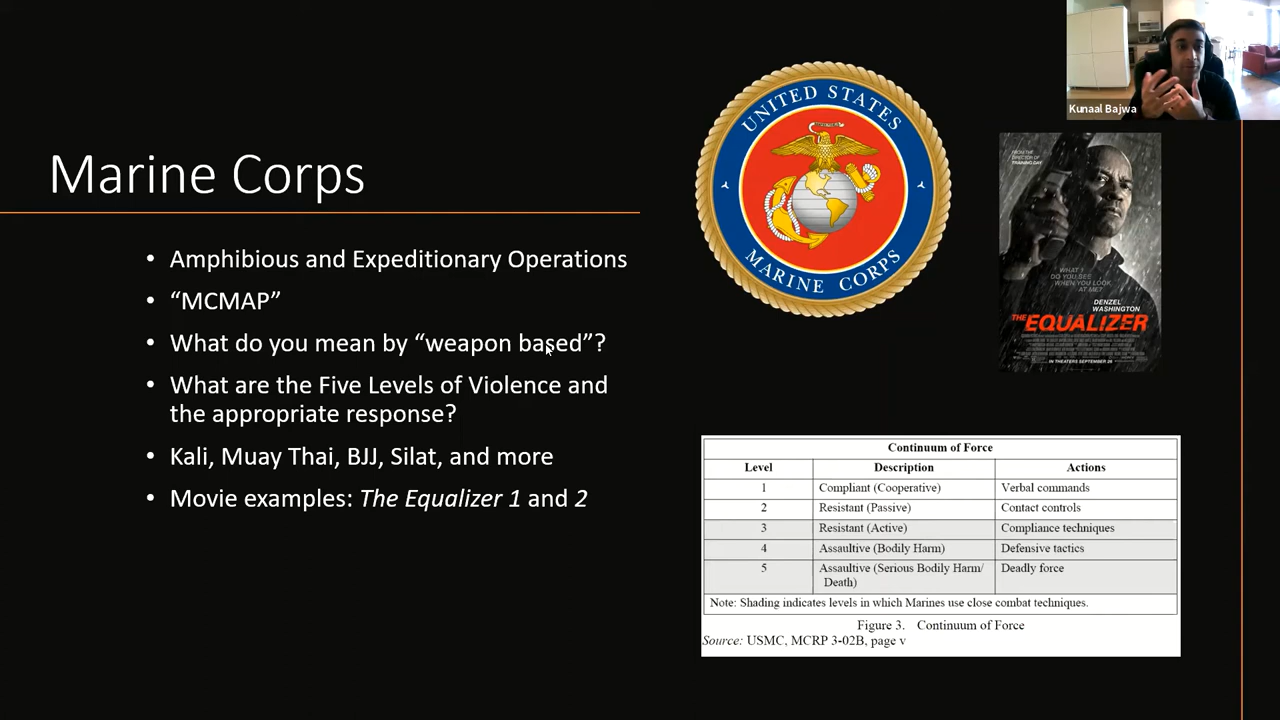 Marine Corps
• Amphibious and Expeditionary Operations
• “MCMAP”
• What do you mean by “weapon based”?
• What are the Five Levels of Violence and
the appropriate response?
• Kali, Muay Thai, BJJ, Silat, and more
• Movie examples: The Equalizer 1 and 2
UNITED STATES
MARINE CORPS
Kunaal Bajwa
FROM THE
DIRECTOR OF
TRAINING DAY
WHAT
DO YOU SEE
WHEN YOU LOOK
AT ME?
DENZEL
WASHINGTON
THE EQUALIZER
IN THEATERS SEPTEMBER 26
Continuum of Force
Level Description Actions
1 Compliant (Cooperative) Verbal commands
2 Resistant (Passive) Contact controls
3 Resistant (Active) Compliance techniques
4 Assaultive (Bodily Harm) Defensive tactics
5 Assaultive (Serious Bodily Harm/ Deadly force
Death)
Note: Shading indicates levels in which Marines use close combat techniques.
Figure 3. Continuum of Force
Source: USMC, MCRP 3-02B, page v